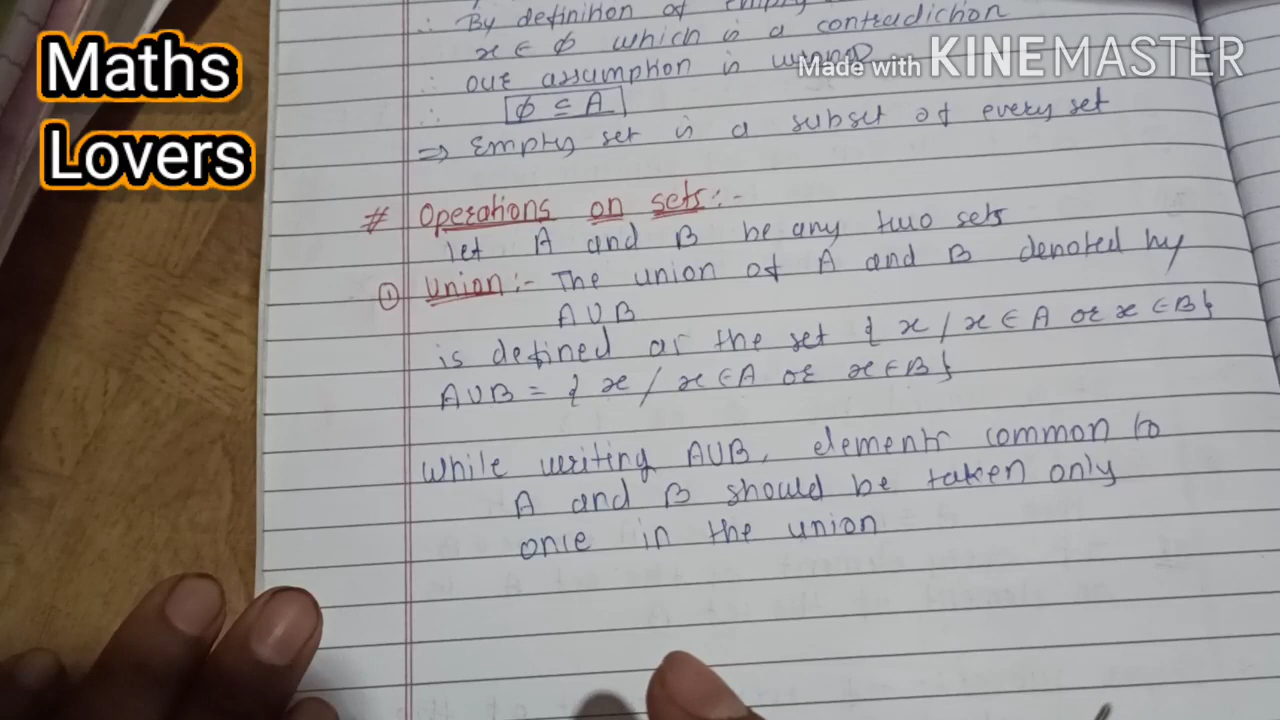 Maths
Lovers
Made with KINEMASTER
∴ By definition of empty
x ∈ ϕ which is a contradiction
∴ our assumption is wrong
∴ ϕ ⊆ A
⇒ Empty set is a subset of every set
# Operations on sets:-
Let A and B be any two sets
① Union:- The union of A and B denoted by
A∪B
is defined as the set { x / x ∈ A or x ∈ B}
A∪B = { x / x ∈ A or x ∈ B}
While writing A∪B, elements common to
A and B should be taken only
once in the union